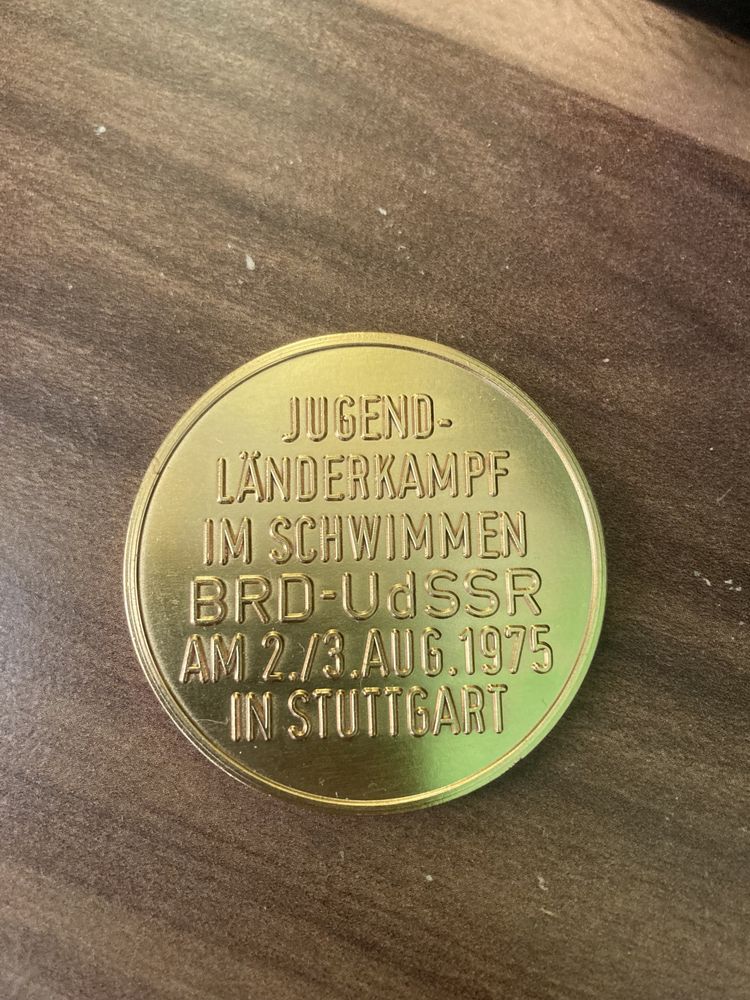 JUGEND-
LÄNDERKAMPF
IM SCHWIMMEN
BRD-UdSSR
AM 2./3.AUG.1975
IN STUTTGART